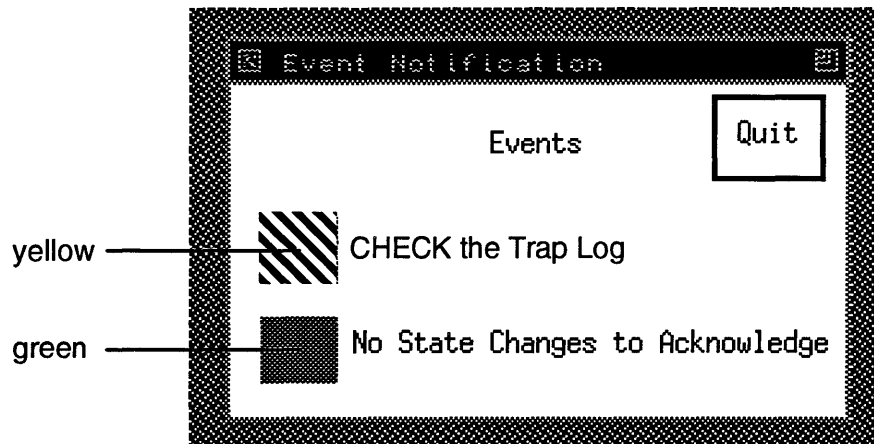 Event Notification
Events
Quit
yellow
CHECK the Trap Log
green
No State Changes to Acknowledge